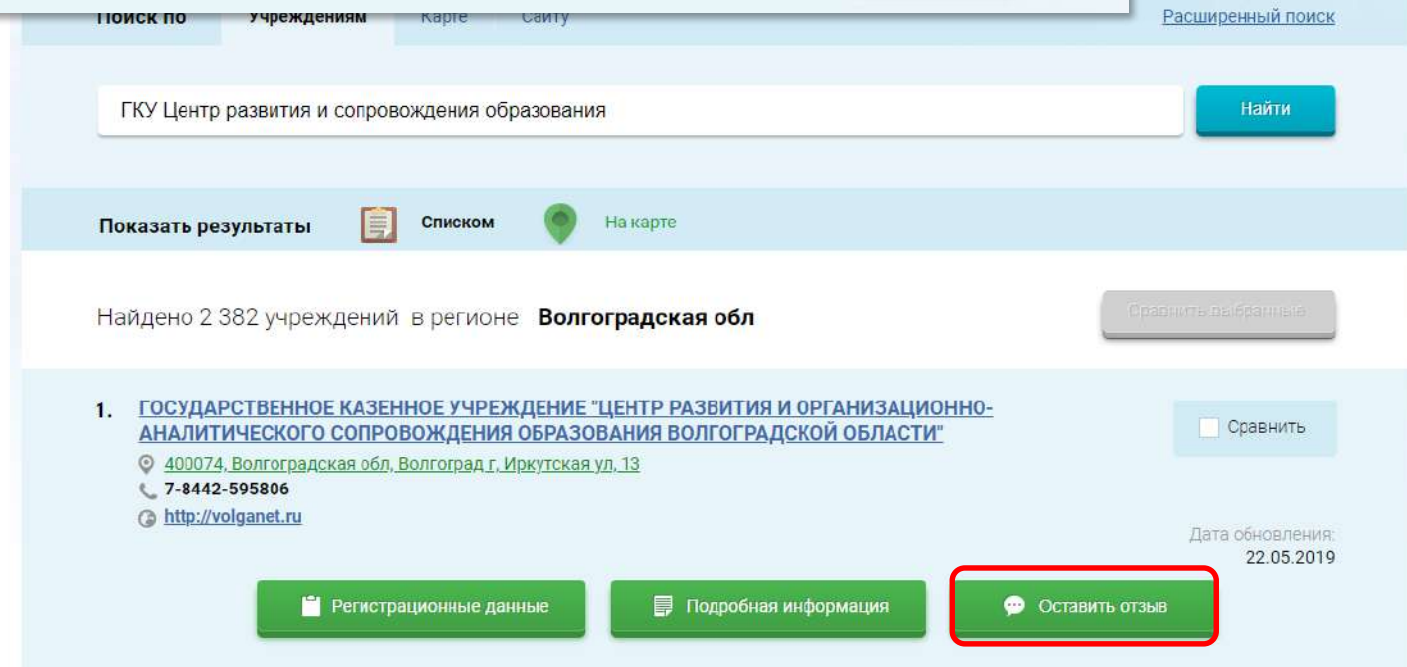 Поиск по Учреждениям Карте Сайту Расширенный поиск
ГКУ Центр развития и сопровождения образования Найти
Показать результаты Списком На карте
Найдено 2 382 учреждений в регионе Волгоградская обл Сравнить выбранные
1. ГОСУДАРСТВЕННОЕ КАЗЕННОЕ УЧРЕЖДЕНИЕ "ЦЕНТР РАЗВИТИЯ И ОРГАНИЗАЦИОННО-
АНАЛИТИЧЕСКОГО СОПРОВОЖДЕНИЯ ОБРАЗОВАНИЯ ВОЛГОГРАДСКОЙ ОБЛАСТИ"
Сравнить
400074, Волгоградская обл, Волгоград г, Иркутская ул, 13
7-8442-595806
http://volganet.ru
Дата обновления:
22.05.2019
Регистрационные данные Подробная информация Оставить отзыв